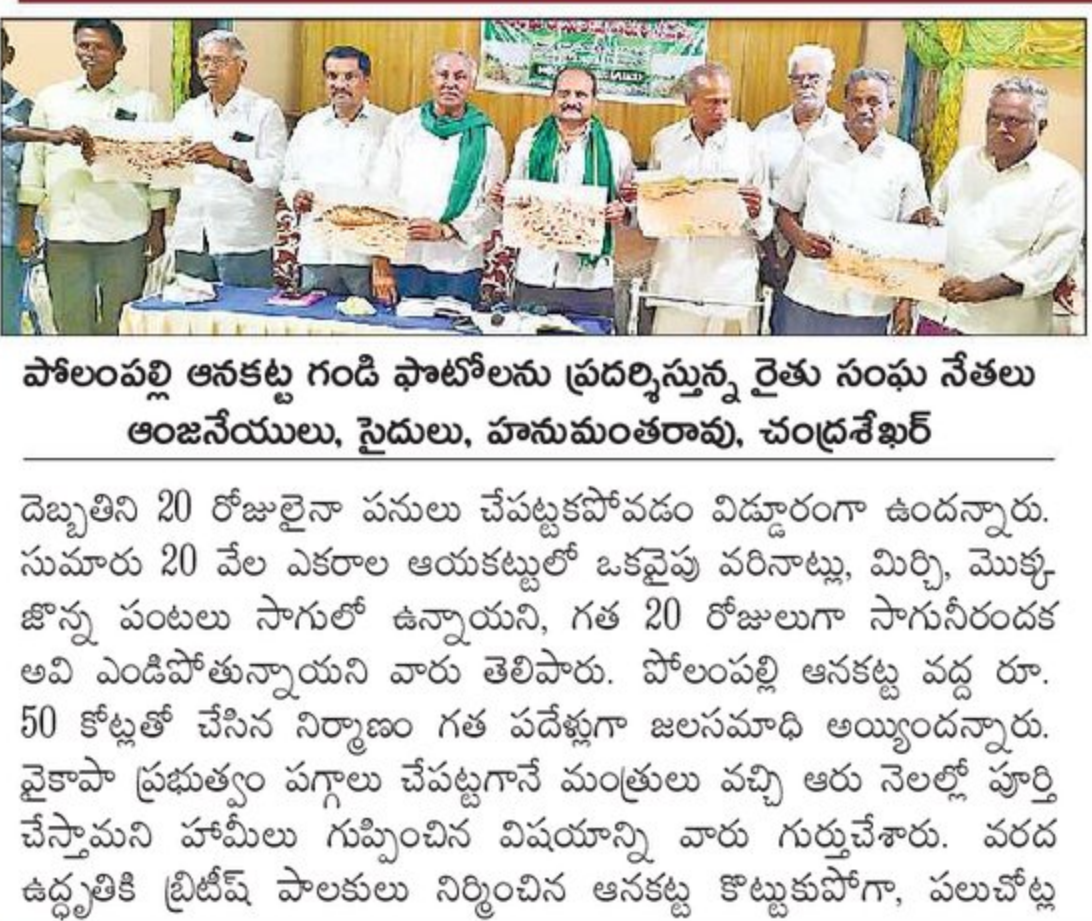 పోలంపల్లి ఆనకట్ట గండి ఫొటోలను ప్రదర్శిస్తున్న రైతు సంఘ నేతలు
ఆంజనేయులు, సైదులు, హనుమంతరావు, చంద్రశేఖర్
దెబ్బతిని 20 రోజులైనా పనులు చేపట్టకపోవడం విడ్డూరంగా ఉందన్నారు.
సుమారు 20 వేల ఎకరాల ఆయకట్టులో ఒకవైపు వరినాట్లు, మిర్చి, మొక్క
జొన్న పంటలు సాగులో ఉన్నాయని, గత 20 రోజులుగా సాగునీరందక
అవి ఎండిపోతున్నాయని వారు తెలిపారు. పోలంపల్లి ఆనకట్ట వద్ద రూ.
50 కోట్లతో చేసిన నిర్మాణం గత పదేళ్లుగా జలసమాధి అయ్యిందన్నారు.
వైకాపా ప్రభుత్వం పగ్గాలు చేపట్టగానే మంత్రులు వచ్చి ఆరు నెలల్లో పూర్తి
చేస్తామని హామీలు గుప్పించిన విషయాన్ని వారు గుర్తుచేశారు. వరద
ఉద్ధృతికి బ్రిటీష్ పాలకులు నిర్మించిన ఆనకట్ట కొట్టుకుపోగా, పలుచోట్ల